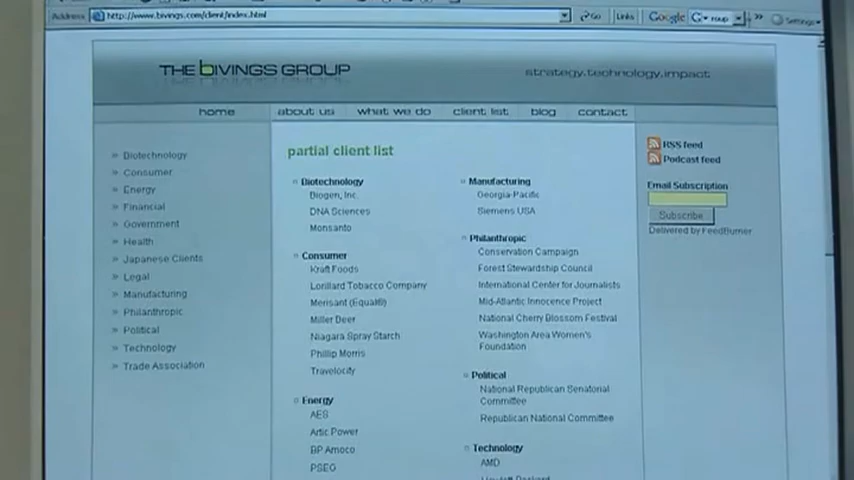 Address http://www.bivings.com/client/index.html Go Links Google G Settings
THE BIVINGS GROUP
strategy.technology.impact
home about us what we do client list blog contact
Biotechnology
Consumer
Energy
Financial
Government
Health
Japanese Clients
Legal
Manufacturing
Philanthropic
Political
Technology
Trade Association
partial client list
Biotechnology
Biogen, Inc.
DNA Sciences
Monsanto
Consumer
Kraft Foods
Lorillard Tobacco Company
Merisant (Equal®)
Miller Beer
Niagara Spray Starch
Phillip Morris
Travelocity
Energy
AES
Artic Power
BP Amoco
PSEG
Manufacturing
Georgia-Pacific
Siemens USA
Philanthropic
Conservation Campaign
Forest Stewardship Council
International Center for Journalists
Mid-Atlantic Innocence Project
National Cherry Blossom Festival
Washington Area Women's
Foundation
Political
National Republican Senatorial
Committee
Republican National Committee
Technology
AMD
RSS feed
Podcast feed
Email Subscription
Subscribe
Delivered by FeedBurner